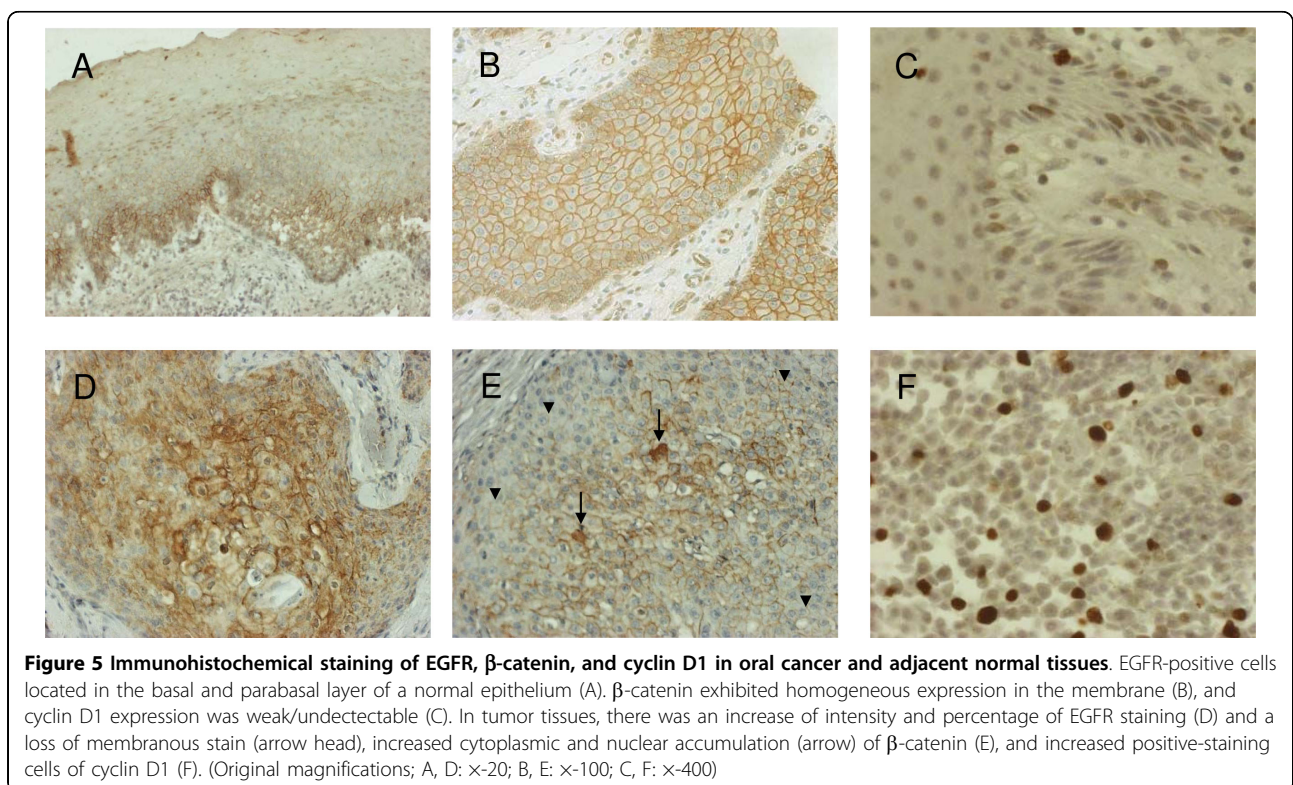 A
B
C
D
E
F
Figure 5 Immunohistochemical staining of EGFR, β-catenin, and cyclin D1 in oral cancer and adjacent normal tissues. EGFR-positive cells
located in the basal and parabasal layer of a normal epithelium (A). β-catenin exhibited homogeneous expression in the membrane (B), and
cyclin D1 expression was weak/undectectable (C). In tumor tissues, there was an increase of intensity and percentage of EGFR staining (D) and a
loss of membranous stain (arrow head), increased cytoplasmic and nuclear accumulation (arrow) of β-catenin (E), and increased positive-staining
cells of cyclin D1 (F). (Original magnifications; A, D: ×-20; B, E: ×-100; C, F: ×-400)